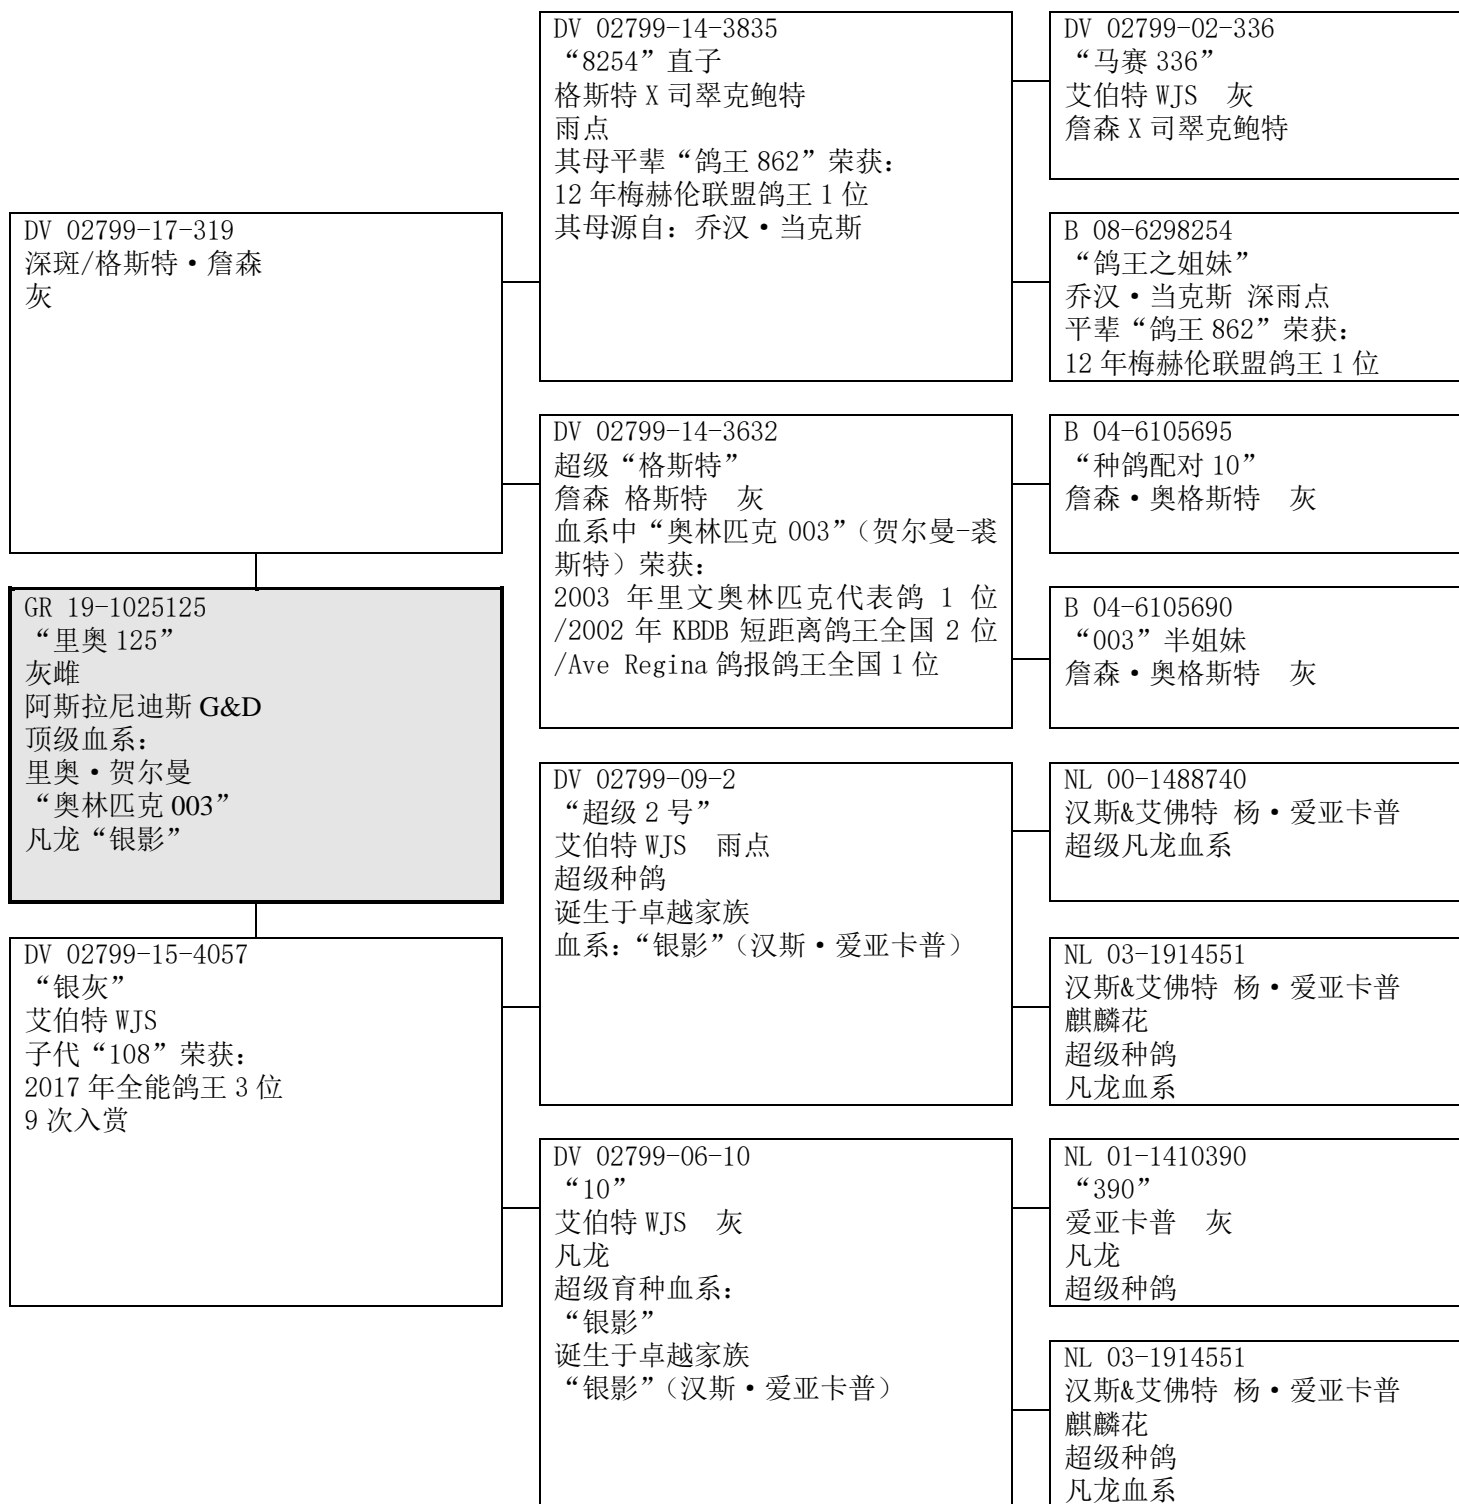 DV 02799-17-319
深斑/格斯特·詹森
灰
GR 19-1025125
“里奥 125”
灰雌
阿斯拉尼迪斯 G&D
顶级血系：
里奥·贺尔曼
“奥林匹克 003”
凡龙“银影”
DV 02799-15-4057
“银灰”
艾伯特 WJS
子代“108”荣获：
2017 年全能鸽王 3 位
9 次入赏
DV 02799-14-3835
“8254”直子
格斯特 X 司翠克鲍特
雨点
其母平辈“鸽王 862”荣获：
12 年梅赫伦联盟鸽王 1 位
其母源自：乔汉·当克斯
DV 02799-14-3632
超级“格斯特”
詹森 格斯特 灰
血系中“奥林匹克 003”（贺尔曼-裘
斯特）荣获：
2003 年里文奥林匹克代表鸽 1 位
/2002 年 KBDB 短距离鸽王全国 2 位
/Ave Regina 鸽报鸽王全国 1 位
DV 02799-09-2
“超级 2 号”
艾伯特 WJS 雨点
超级种鸽
诞生于卓越家族
血系：“银影”（汉斯·爱亚卡普）
DV 02799-06-10
“10”
艾伯特 WJS 灰
凡龙
超级育种血系：
“银影”
诞生于卓越家族
“银影”（汉斯·爱亚卡普）
DV 02799-02-336
“马赛 336”
艾伯特 WJS 灰
詹森 X 司翠克鲍特
B 08-6298254
“鸽王之姐妹”
乔汉·当克斯 深雨点
平辈“鸽王 862”荣获：
12 年梅赫伦联盟鸽王 1 位
B 04-6105695
“种鸽配对 10”
詹森·奥格斯特 灰
B 04-6105690
“003”半姐妹
詹森·奥格斯特 灰
NL 00-1488740
汉斯&艾佛特 杨·爱亚卡普
超级凡龙血系
NL 03-1914551
汉斯&艾佛特 杨·爱亚卡普
麒麟花
超级种鸽
凡龙血系
NL 01-1410390
“390”
爱亚卡普 灰
凡龙
超级种鸽
NL 03-1914551
汉斯&艾佛特 杨·爱亚卡普
麒麟花
超级种鸽
凡龙血系